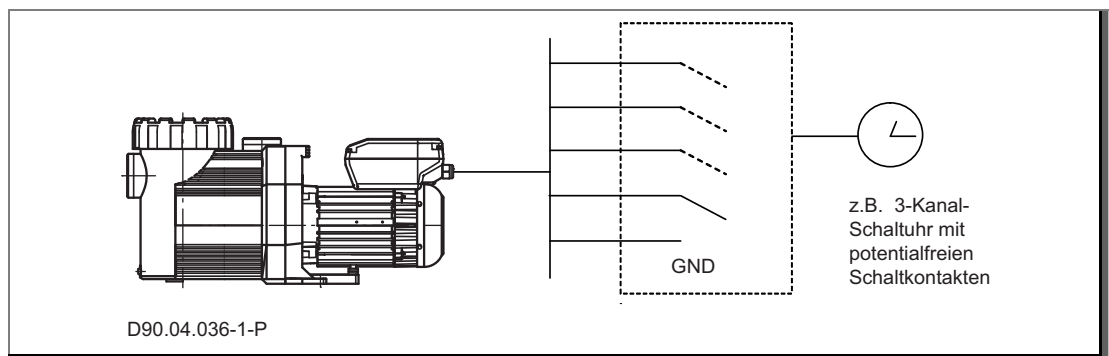 GND
z.B. 3-Kanal-
Schaltuhr mit
potentialfreien
Schaltkontakten
D90.04.036-1-P